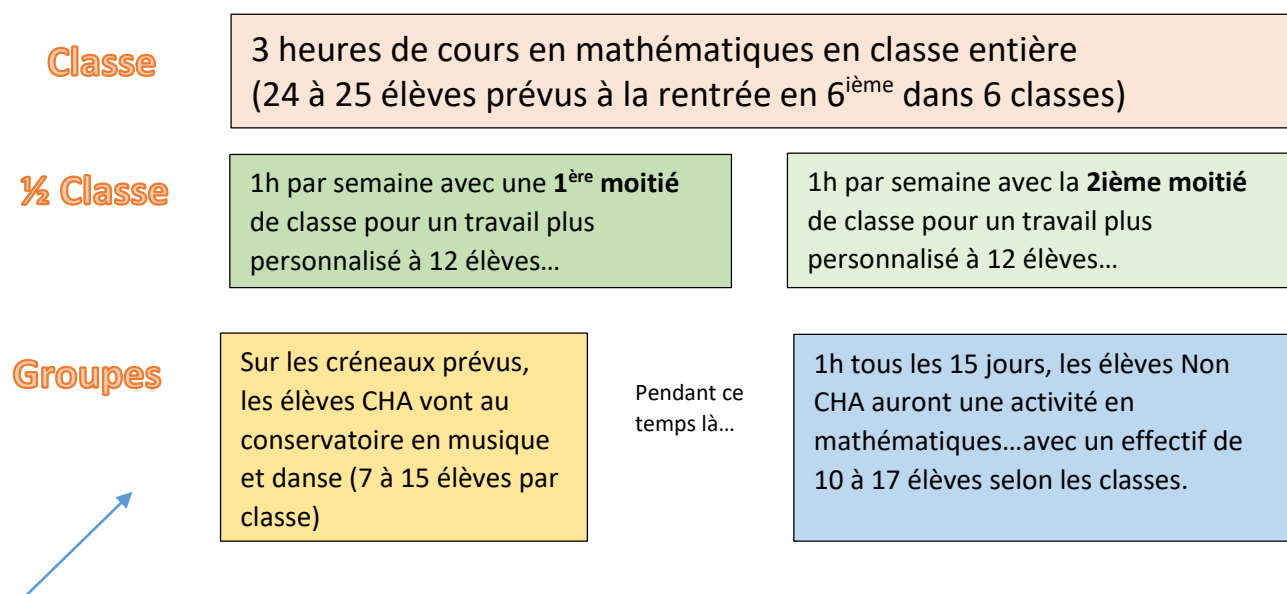 Classe
3 heures de cours en mathématiques en classe entière
(24 à 25 élèves prévus à la rentrée en 6ième dans 6 classes)
½ Classe
1h par semaine avec une 1ère moitié
de classe pour un travail plus
personnalisé à 12 élèves…
1h par semaine avec la 2ième moitié
de classe pour un travail plus
personnalisé à 12 élèves…
Groupes
Sur les créneaux prévus,
les élèves CHA vont au
conservatoire en musique
et danse (7 à 15 élèves par
classe)
Pendant ce
temps là…
1h tous les 15 jours, les élèves Non
CHA auront une activité en
mathématiques…avec un effectif de
10 à 17 élèves selon les classes.